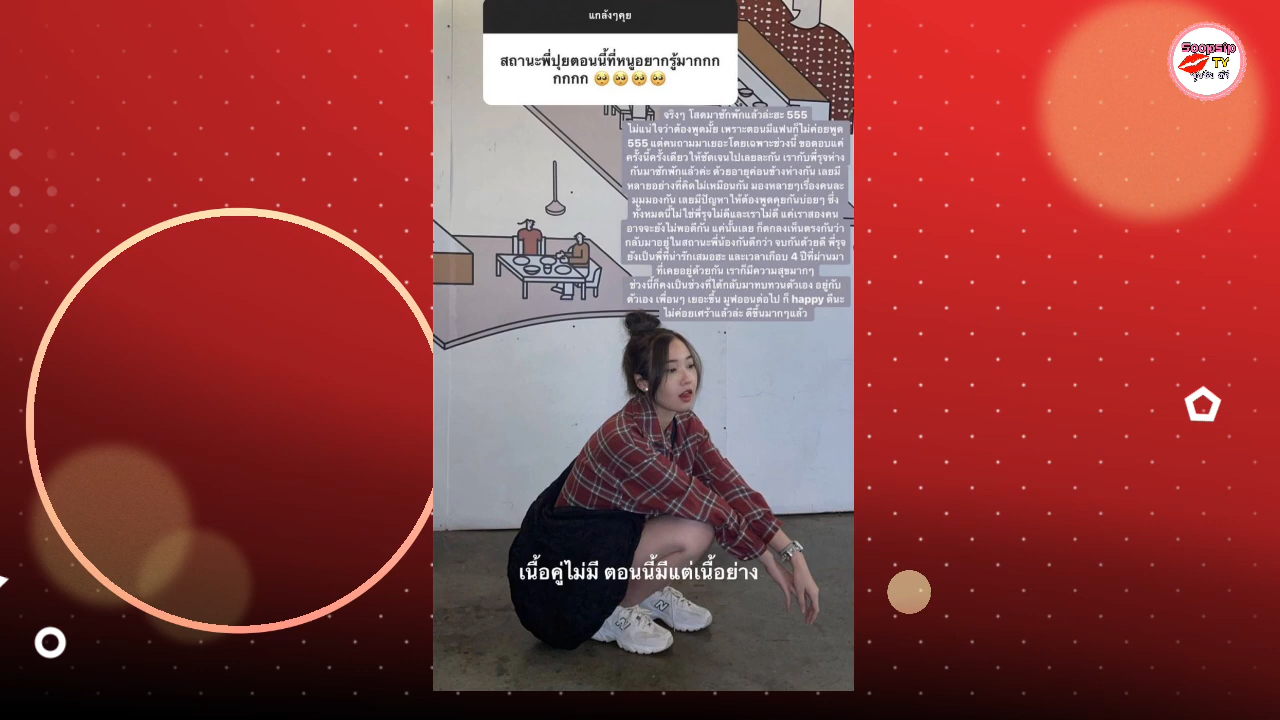 แกล้งๆคุย
สถานะพี่ปุยตอนนี้ที่หนูอยากรู้มากกก
กกกก 🥺🥺🥺🥺
จริงๆ โสดมาซักพักแล้วล่ะฮะ 555
ไม่แน่ใจว่าต้องพูดมั้ย เพราะตอนมีแฟนก็ไม่ค่อยพูด
555 แต่คนถามมาเยอะโดยเฉพาะช่วงนี้ ขอตอบแค่
ครั้งนี้ครั้งเดียวให้ชัดเจนไปเลยละกัน เรากับพี่รุจห่าง
กันมาซักพักแล้วค่ะ ด้วยอายุค่อนข้างห่างกัน เลยมี
หลายอย่างที่คิดไม่เหมือนกัน มองหลายๆเรื่องคนละ
มุมมองกัน เลยมีปัญหาให้ต้องพูดคุยกันบ่อยๆ ซึ่ง
ทั้งหมดนี้ไม่ใช่พี่รุจไม่ดีและเราไม่ดี แค่เราสองคน
อาจจะยังไม่พอดีกัน แค่นั้นเลย ก็ตกลงเห็นตรงกันว่า
กลับมาอยู่ในสถานะพี่น้องกันดีกว่า จบกันด้วยดี พี่รุจ
ยังเป็นพี่ที่น่ารักเสมอฮะ และเวลาเกือบ 4 ปีที่ผ่านมา
ที่เคยอยู่ด้วยกัน เราก็มีความสุขมากๆ
ช่วงนี้ก็คงเป็นช่วงที่ได้กลับมาทบทวนตัวเอง อยู่กับ
ตัวเอง เพื่อนๆ เยอะขึ้น มูฟออนต่อไป ก็ happy ดีนะ
ไม่ค่อยเศร้าแล้วล่ะ ดีขึ้นมากๆแล้ว
เนื้อคู่ไม่มี ตอนนี้มีแต่เนื้อย่าง
Soopsip
TV
ซุบซิบ ทีวี